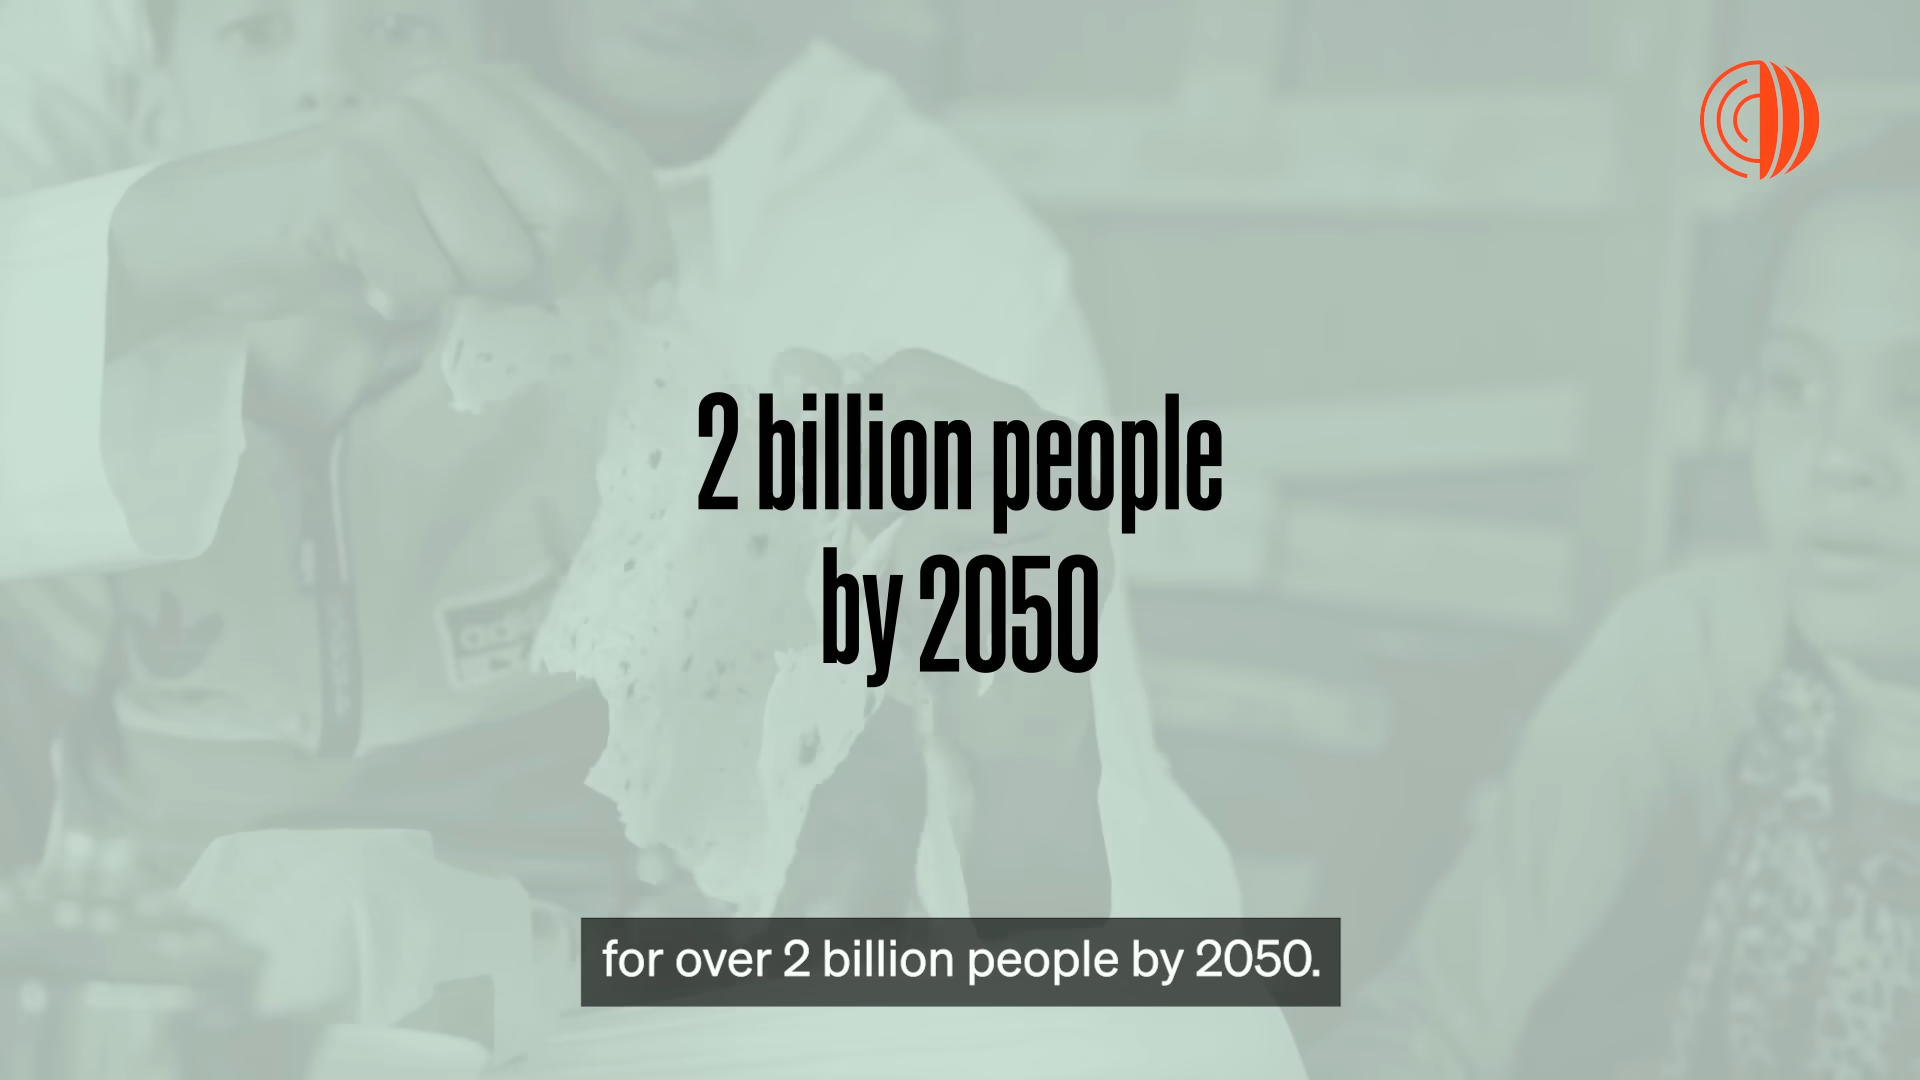 2 billion people
by 2050
for over 2 billion people by 2050.